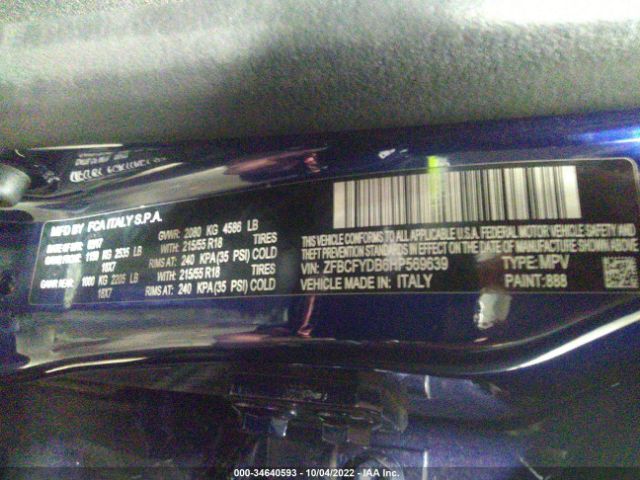 MFD BY FCA ITALY S.P.A.
GVWR: 2080 KG 4586 LB
KG 2535 LB WITH: 215/55 R18 TIRES
18X7 RIMS AT: 240 KPA (35 PSI) COLD
GAWR REAR: 1000 KG 2205 LB WITH: 215/55 R18 TIRES
18X7 RIMS AT: 240 KPA (35 PSI) COLD
THIS VEHICLE CONFORMS TO ALL APPLICABLE U.S.A. FEDERAL MOTOR VEHICLE SAFETY
THEFT PREVENTION STANDARDS IN EFFECT ON THE DATE OF MANUFACTURE
VIN: ZFBCFYDB6HP569639 TYPE: MPV
VEHICLE MADE IN: ITALY PAINT: 888
000-34640593 - 10/04/2022 - IAA Inc.